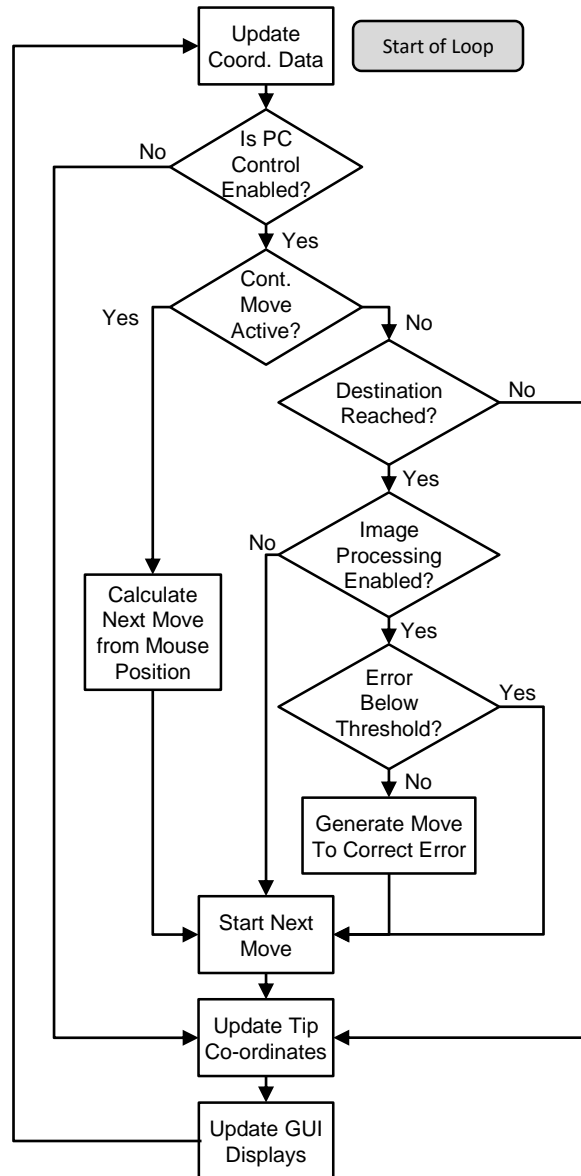 Update
Coord. Data
Start of Loop
Is PC
Control
Enabled?
No
Yes
Cont.
Move
Active?
Yes
No
Destination
Reached?
No
Yes
Image
Processing
Enabled?
No
Yes
Calculate
Next Move
from Mouse
Position
Error
Below
Threshold?
Yes
No
Generate Move
To Correct Error
Start Next
Move
Update Tip
Co-ordinates
Update GUI
Displays